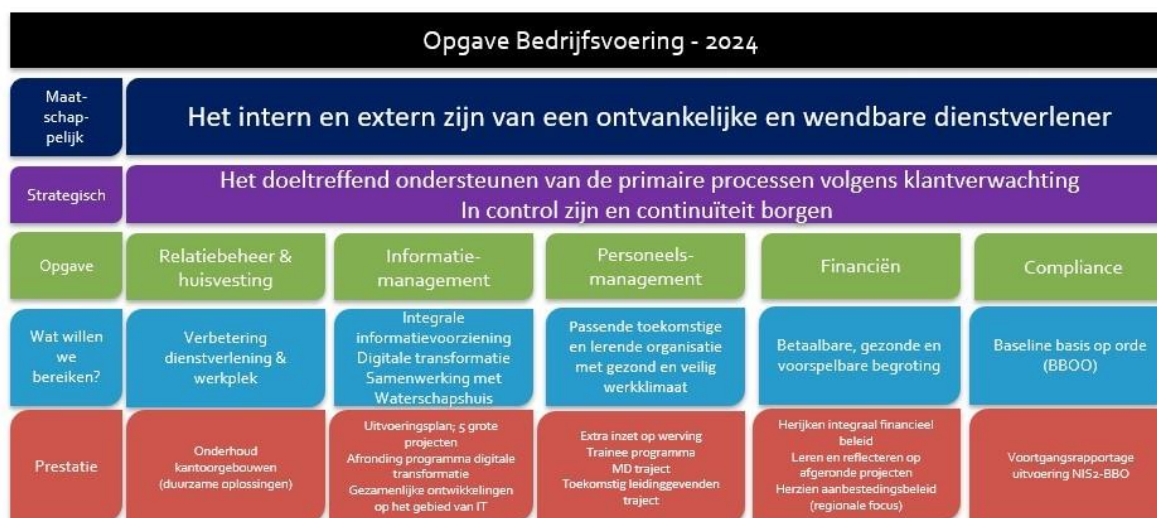 Opgave Bedrijfsvoering - 2024
Maat-
schap-
pelijk
Het intern en extern zijn van een ontvankelijke en wendbare dienstverlener
Strategisch
Het doeltreffend ondersteunen van de primaire processen volgens klantverwachting
In control zijn en continuïteit borgen
Opgave
Relatiebeheer &
huisvesting
Informatie-
management
Personeels-
management
Financiën
Compliance
Wat willen
we
bereiken?
Verbetering
dienstverlening &
werkplek
Integrale
informatievoorziening
Digitale transformatie
Samenwerking met
Waterschapshuis
Passende toekomstige
en lerende organisatie
met gezond en veilig
werkklimaat
Betaalbare, gezonde en
voorspelbare begroting
Baseline basis op orde
(BBOO)
Prestatie
Onderhoud
kantoorgebouwen
(duurzame oplossingen)
Uitvoeringsplan; 5 grote
projecten
Afronding programma digitale
transformatie
Gezamenlijke ontwikkelingen
op het gebied van IT
Extra inzet op werving
Trainee programma
MD traject
Toekomstig leidinggevenden
traject
Herijken integraal financieel
beleid
Leren en reflecteren op
afgeronde projecten
Herzien aanbestedingsbeleid
(regionale focus)
Voortgangsrapportage
uitvoering NIS2-BBO